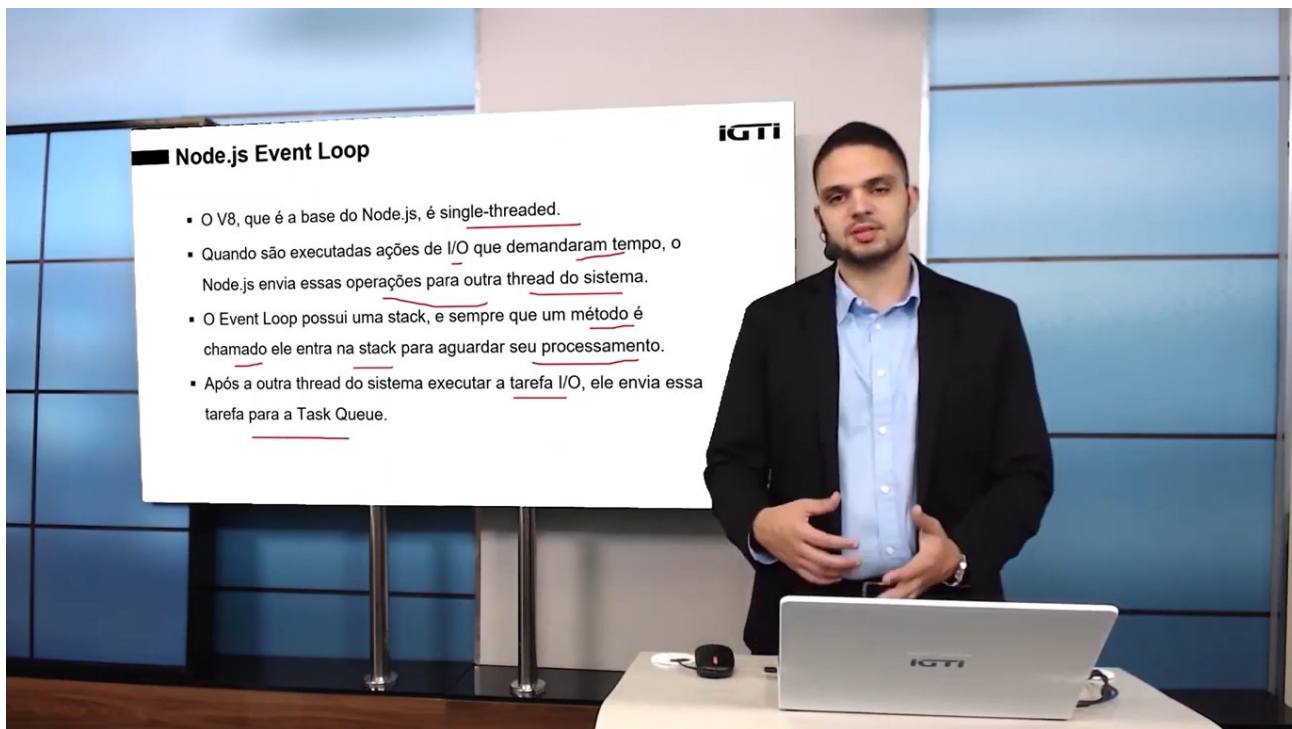 iGTi
Node.js Event Loop
▪ O V8, que é a base do Node.js, é single-threaded.
▪ Quando são executadas ações de I/O que demandaram tempo, o
Node.js envia essas operações para outra thread do sistema.
▪ O Event Loop possui uma stack, e sempre que um método é
chamado ele entra na stack para aguardar seu processamento.
▪ Após a outra thread do sistema executar a tarefa I/O, ele envia essa
tarefa para a Task Queue.
iGTi